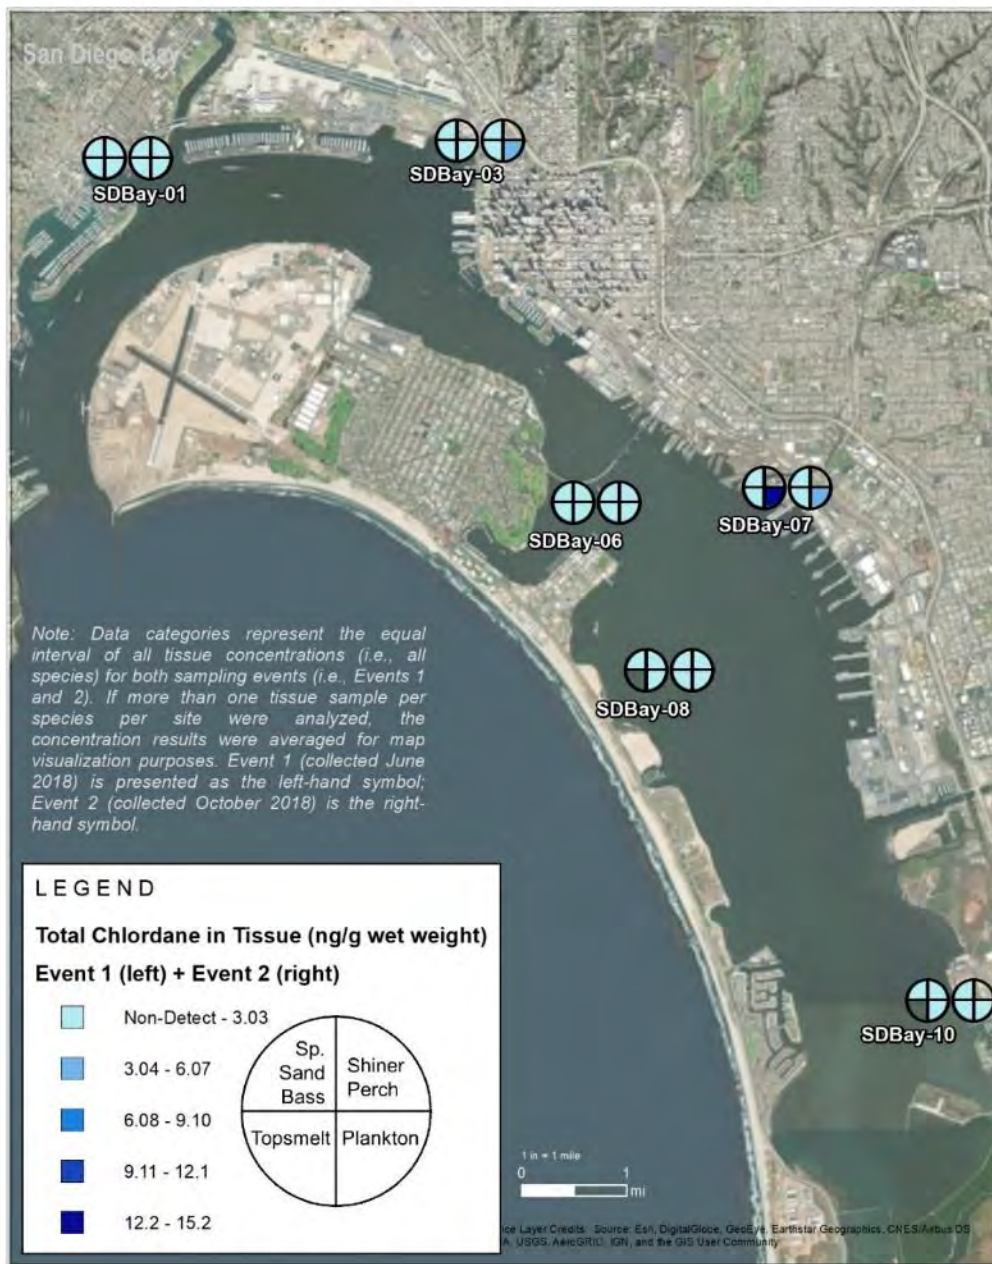 San Diego Bay
SDBay-01
SDBay-03
SDBay-06
SDBay-07
SDBay-08
Note: Data categories represent the equal
interval of all tissue concentrations (i.e., all
species) for both sampling events (i.e., Events 1
and 2). If more than one tissue sample per
species per site were analyzed, the
concentration results were averaged for map
visualization purposes. Event 1 (collected June
2018) is presented as the left-hand symbol;
Event 2 (collected October 2018) is the right-
hand symbol.
SDBay-10
LEGEND
Total Chlordane in Tissue (ng/g wet weight)
Event 1 (left) + Event 2 (right)
Non-Detect - 3.03
3.04 - 6.07
6.08 - 9.10
9.11 - 12.1
12.2 - 15.2
Sp.
Sand
Bass
Shiner
Perch
Topsmelt
Plankton
1 in = 1 mile
0 1
mi
ice Layer Credits: Source: Esri, DigitalGlobe, GeoEye, Earthstar Geographics, CNES/Airbus DS
A, USGS, AeroGRID, IGN, and the GIS User Community